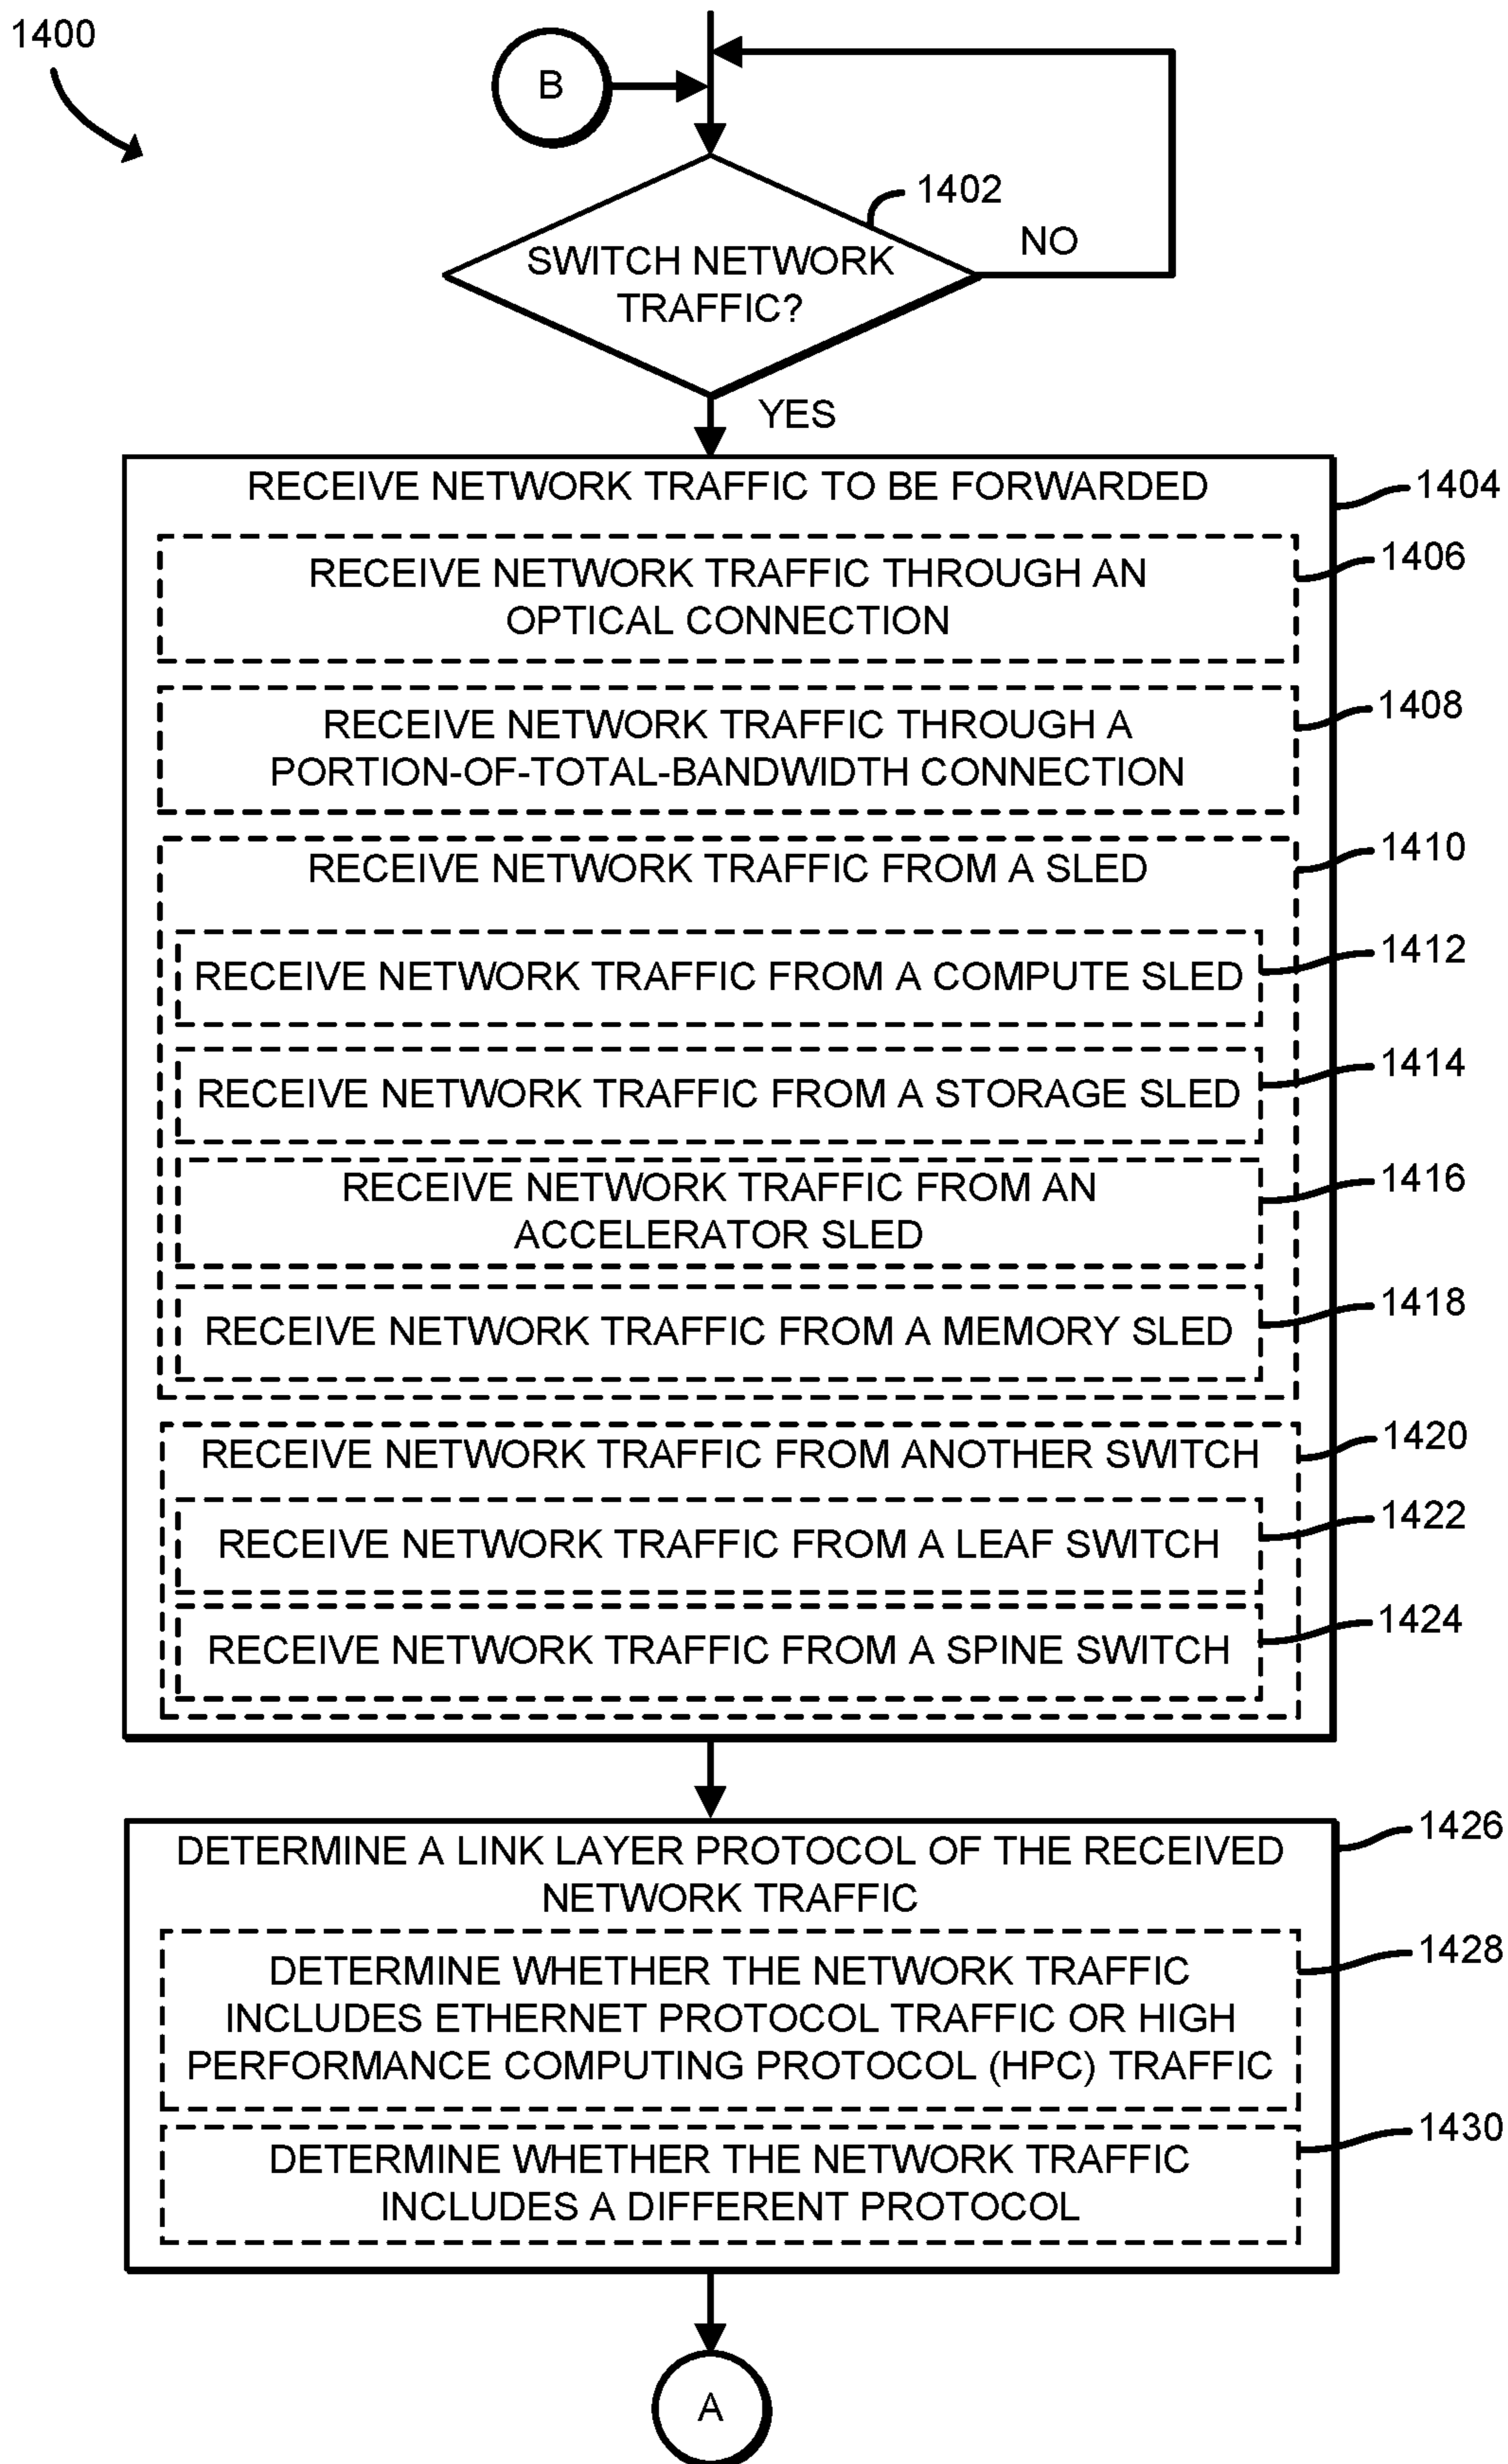 1400
B
1402
SWITCH NETWORK
TRAFFIC?
NO
YES
RECEIVE NETWORK TRAFFIC TO BE FORWARDED
1404
RECEIVE NETWORK TRAFFIC THROUGH AN
OPTICAL CONNECTION
1406
RECEIVE NETWORK TRAFFIC THROUGH A
PORTION-OF-TOTAL-BANDWIDTH CONNECTION
1408
RECEIVE NETWORK TRAFFIC FROM A SLED
1410
RECEIVE NETWORK TRAFFIC FROM A COMPUTE SLED
1412
RECEIVE NETWORK TRAFFIC FROM A STORAGE SLED
1414
RECEIVE NETWORK TRAFFIC FROM AN
ACCELERATOR SLED
1416
RECEIVE NETWORK TRAFFIC FROM A MEMORY SLED
1418
RECEIVE NETWORK TRAFFIC FROM ANOTHER SWITCH
1420
RECEIVE NETWORK TRAFFIC FROM A LEAF SWITCH
1422
RECEIVE NETWORK TRAFFIC FROM A SPINE SWITCH
1424
DETERMINE A LINK LAYER PROTOCOL OF THE RECEIVED
NETWORK TRAFFIC
1426
DETERMINE WHETHER THE NETWORK TRAFFIC
INCLUDES ETHERNET PROTOCOL TRAFFIC OR HIGH
PERFORMANCE COMPUTING PROTOCOL (HPC) TRAFFIC
1428
DETERMINE WHETHER THE NETWORK TRAFFIC
INCLUDES A DIFFERENT PROTOCOL
1430
A